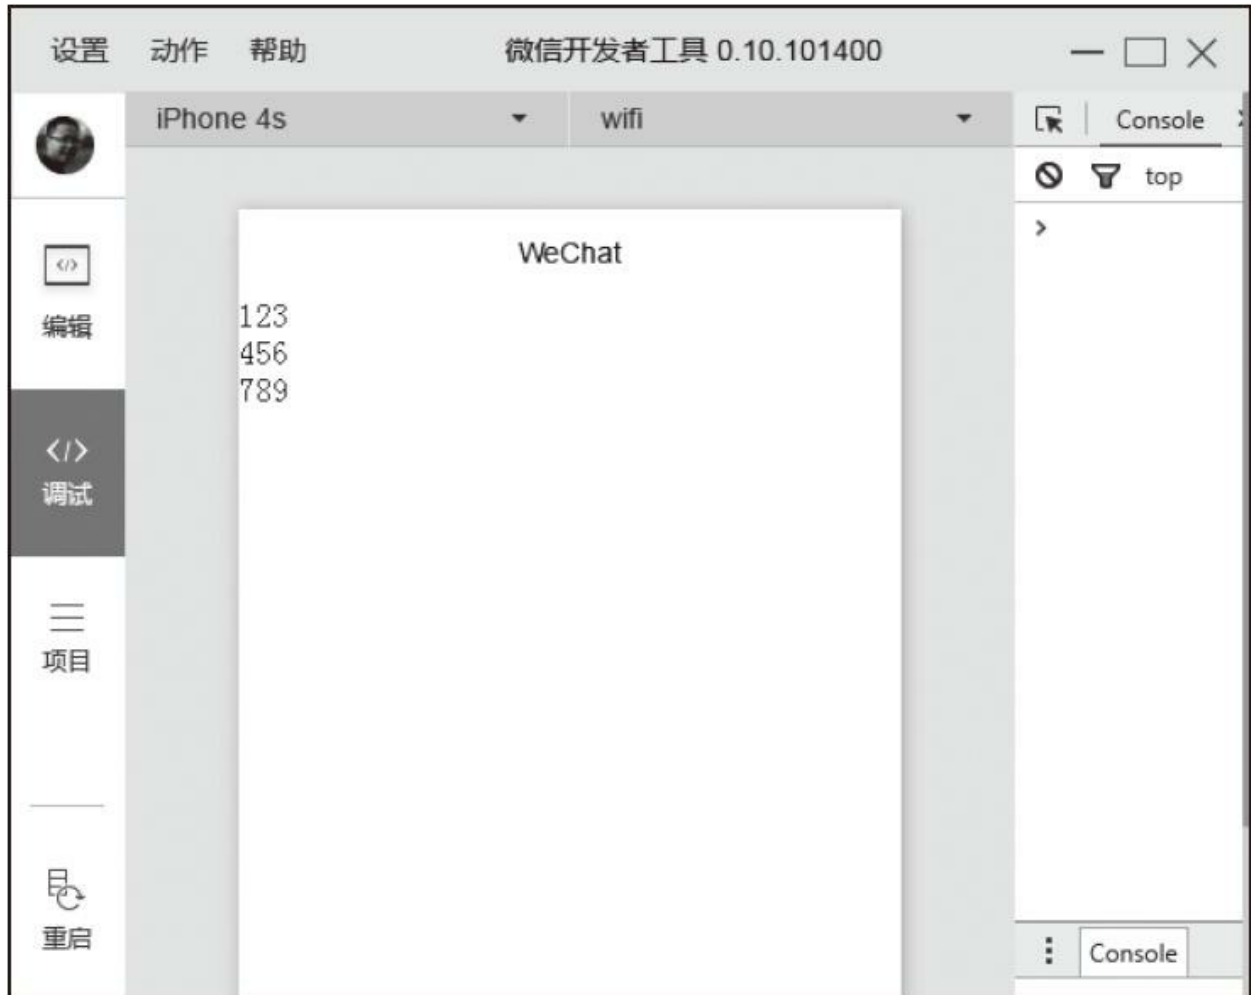 设置 动作 帮助 微信开发者工具 0.10.101400
iPhone 4s wifi Console
top
>
WeChat
123
456
789
</>
编辑
</>
调试
项目
重启
Console